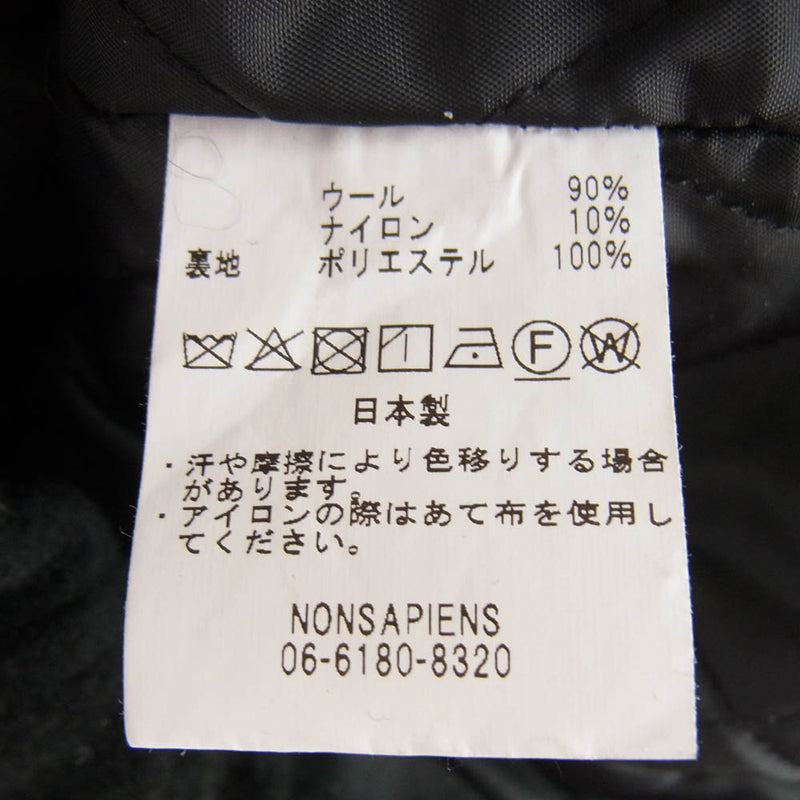 ウール 90%
ナイロン 10%
裏地 ポリエステル 100%
F W
日本製
・汗や摩擦により色移りする場合
があります。
・アイロンの際はあて布を使用し
てください。
NONSAPIENS
06-6180-8320